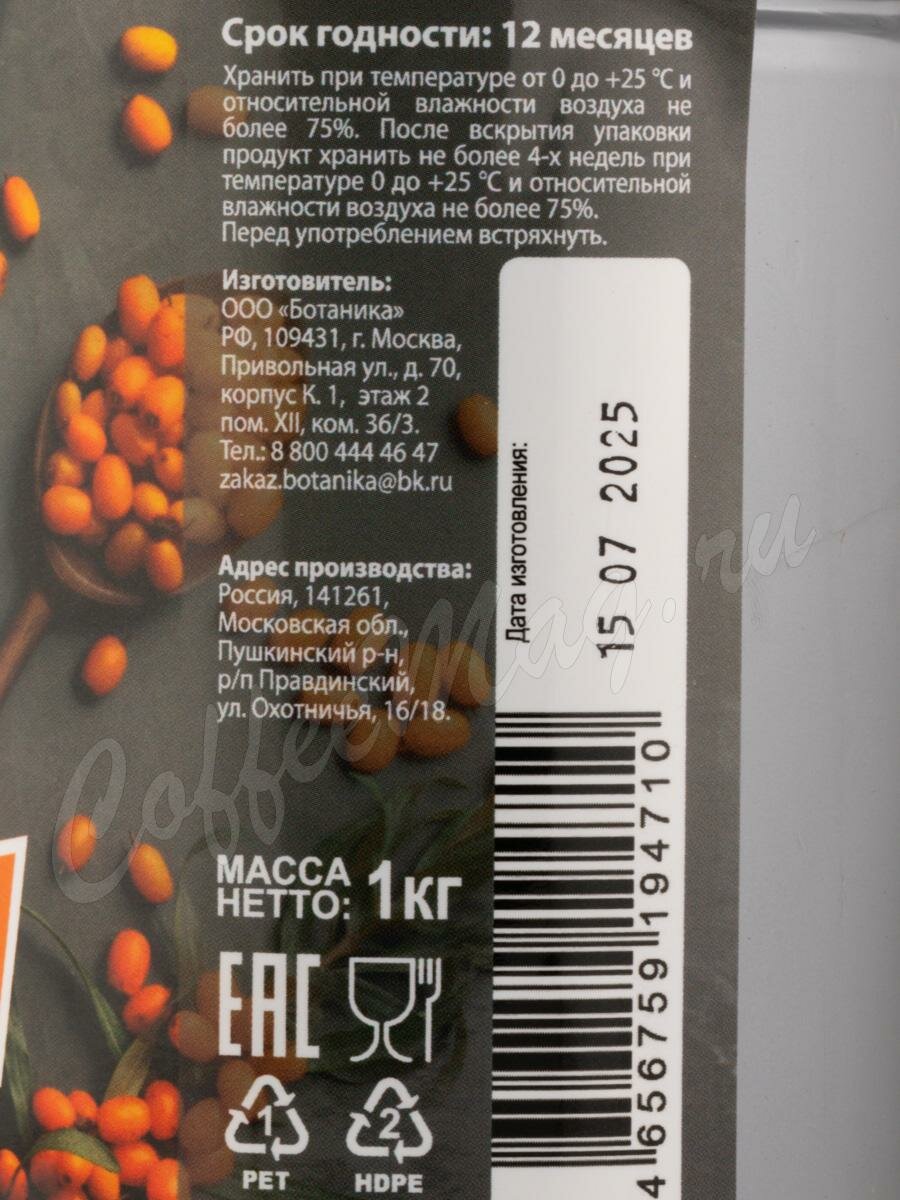 Срок годности: 12 месяцев
Хранить при температуре от 0 до +25 °С и
относительной влажности воздуха не
более 75%. После вскрытия упаковки
продукт хранить не более 4-х недель при
температуре 0 до +25 °С и относительной
влажности воздуха не более 75%.
Перед употреблением встряхнуть.
Изготовитель:
ООО «Ботаника»
РФ, 109431, г. Москва,
Привольная ул., д. 70,
корпус К. 1, этаж 2
пом. XII, ком. 36/3.
Тел.: 8 800 444 46 47
zakaz.botanika@bk.ru
Адрес производства:
Россия, 141261,
Московская обл.,
Пушкинский р-н,
р/п Правдинский,
ул. Охотничья, 16/18.
МАССА
НЕТТО: 1кг
EAC
1
PET
2
HDPE
Дата изготовления:
15 07 2025
4 656759 194710
CoffeeMag.ru